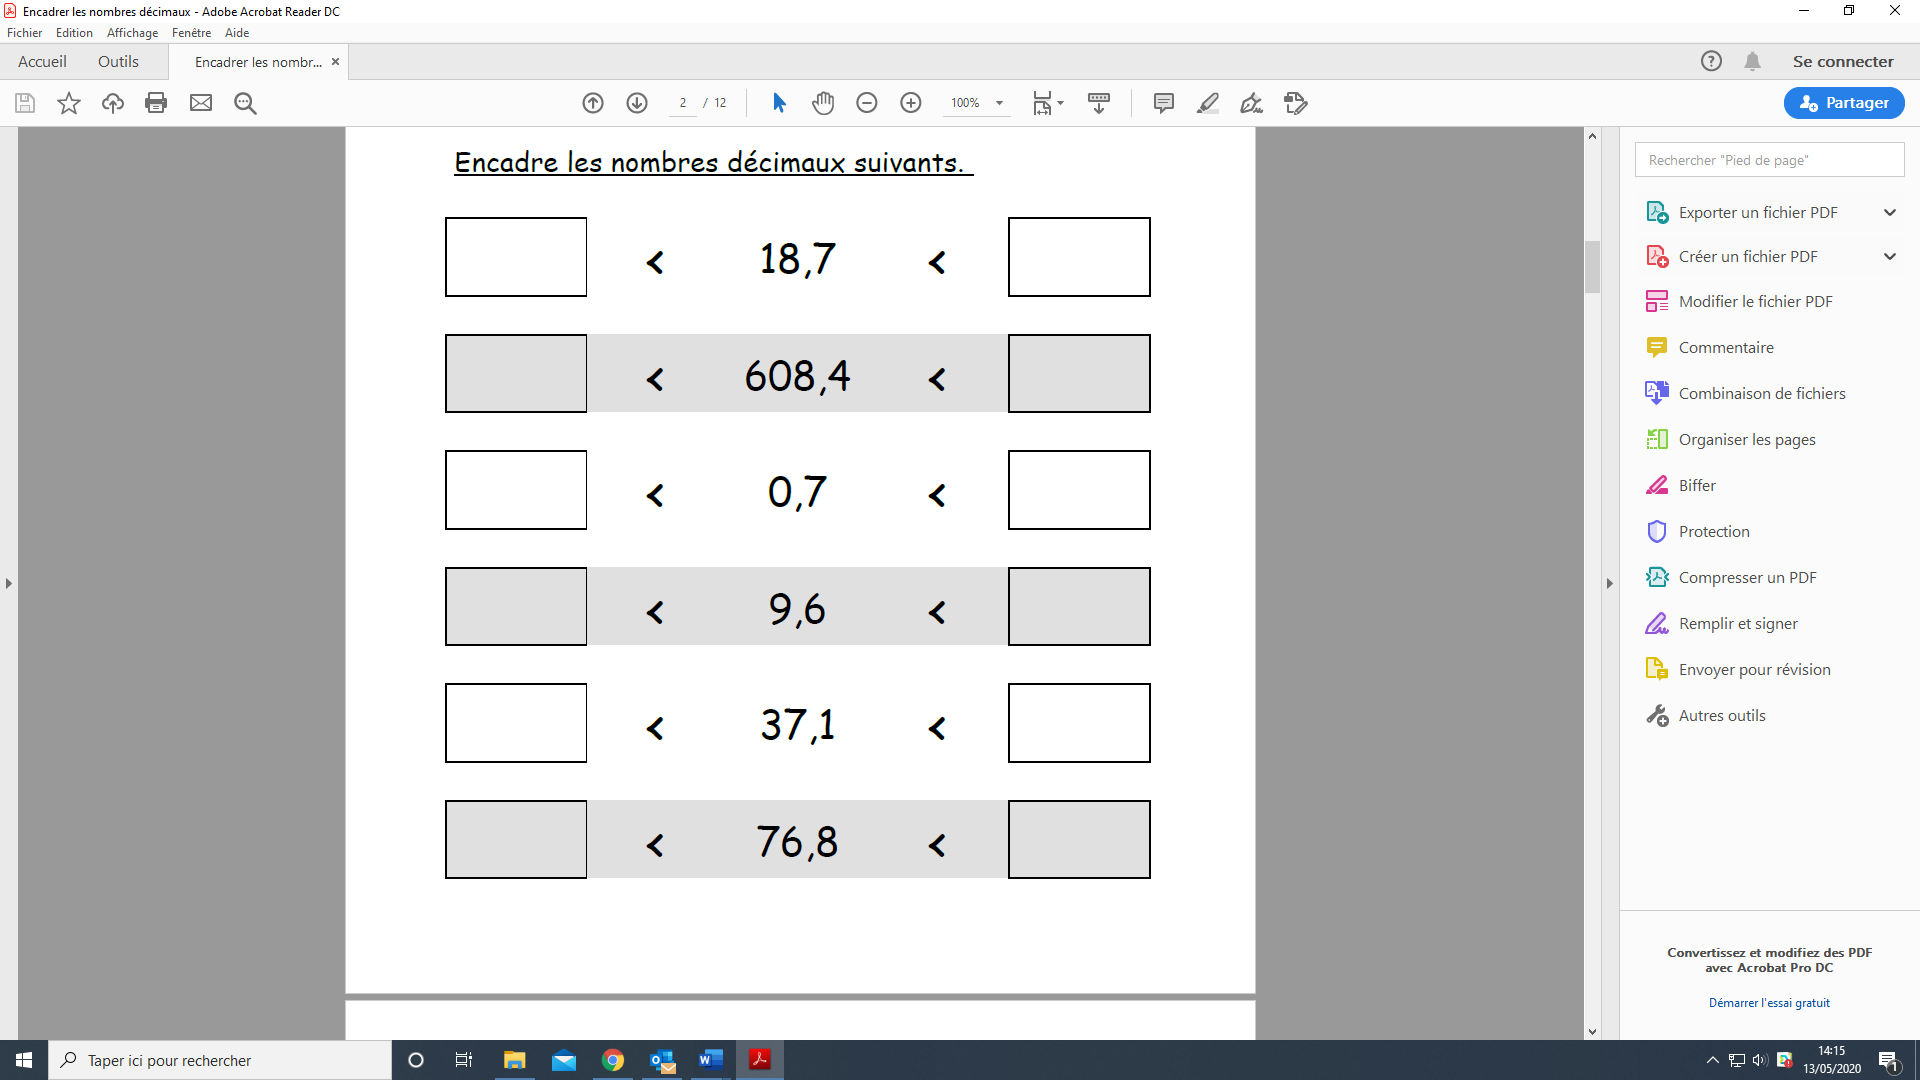 Encadrer les nombres décimaux - Adobe Acrobat Reader DC
Fichier Edition Affichage Fenêtre Aide
Accueil Outils Encadrer les nombr... × Se connecter
2 / 12 100% Partager
Encadre les nombres décimaux suivants.
< 18,7 <
< 608,4 <
< 0,7 <
< 9,6 <
< 37,1 <
< 76,8 <
Rechercher "Pied de page"
Exporter un fichier PDF
Créer un fichier PDF
Modifier le fichier PDF
Commentaire
Combinaison de fichiers
Organiser les pages
Biffer
Protection
Compresser un PDF
Remplir et signer
Envoyer pour révision
Autres outils
Convertissez et modifiez des PDF
avec Acrobat Pro DC
Démarrer l'essai gratuit
Taper ici pour rechercher
14:15
13/05/2020
1